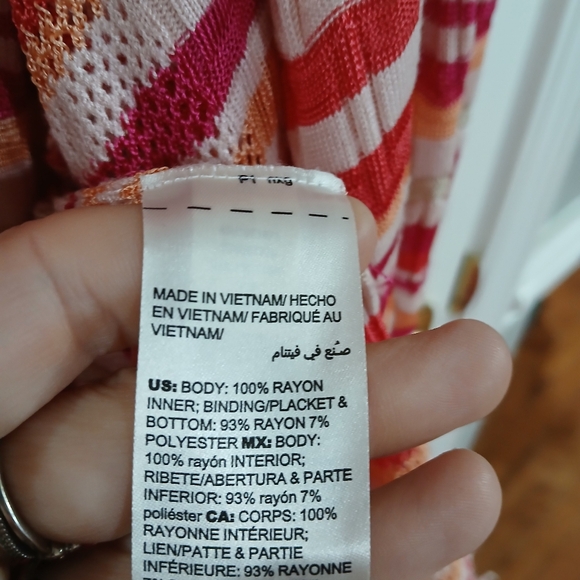 MADE IN VIETNAM/ HECHO
EN VIETNAM/ FABRIQUÉ AU
VIETNAM/
صُنع في فيتنام
US: BODY: 100% RAYON
INNER; BINDING/PLACKET &
BOTTOM: 93% RAYON 7%
POLYESTER MX: BODY:
100% rayón INTERIOR;
RIBETE/ABERTURA & PARTE
INFERIOR: 93% rayón 7%
poliéster CA: CORPS: 100%
RAYONNE INTÉRIEUR;
LIEN/PATTE & PARTIE
INFÉRIEURE: 93% RAYONNE